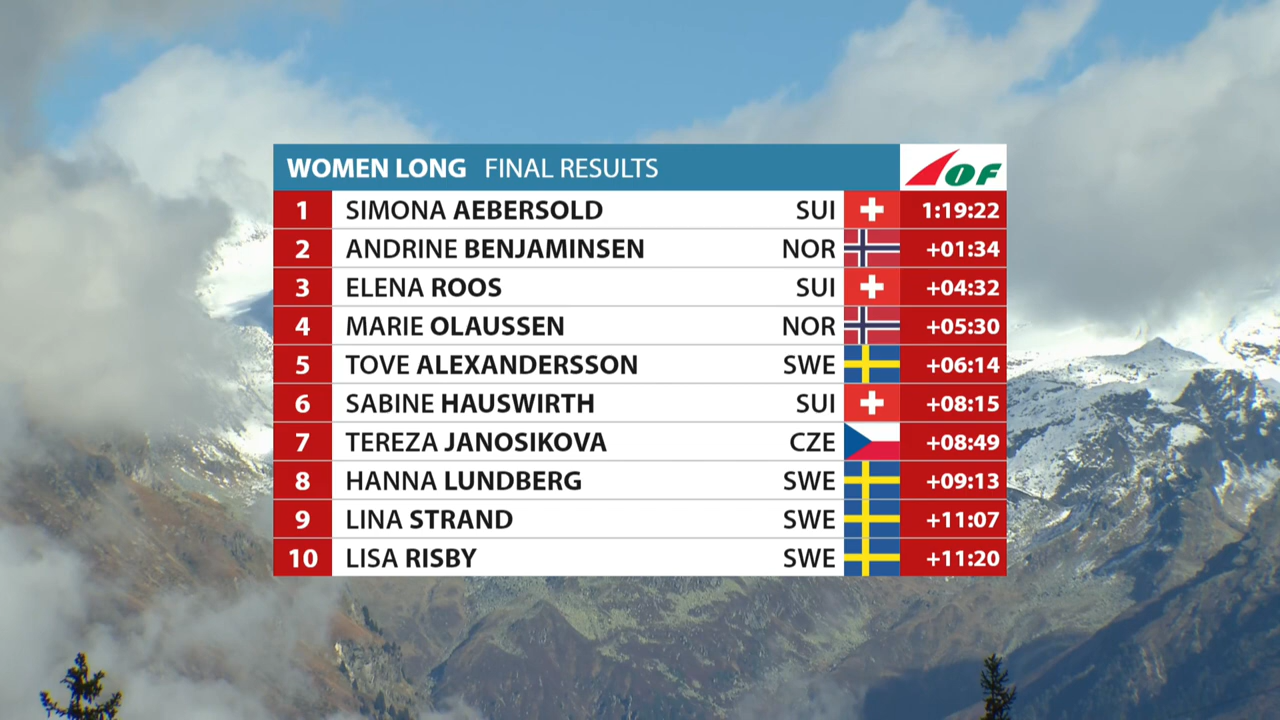 WOMEN LONG FINAL RESULTS IOF
1 SIMONA AEBERSOLD SUI 1:19:22
2 ANDRINE BENJAMINSEN NOR +01:34
3 ELENA ROOS SUI +04:32
4 MARIE OLAUSSEN NOR +05:30
5 TOVE ALEXANDERSSON SWE +06:14
6 SABINE HAUSWIRTH SUI +08:15
7 TEREZA JANOSIKOVA CZE +08:49
8 HANNA LUNDBERG SWE +09:13
9 LINA STRAND SWE +11:07
10 LISA RISBY SWE +11:20